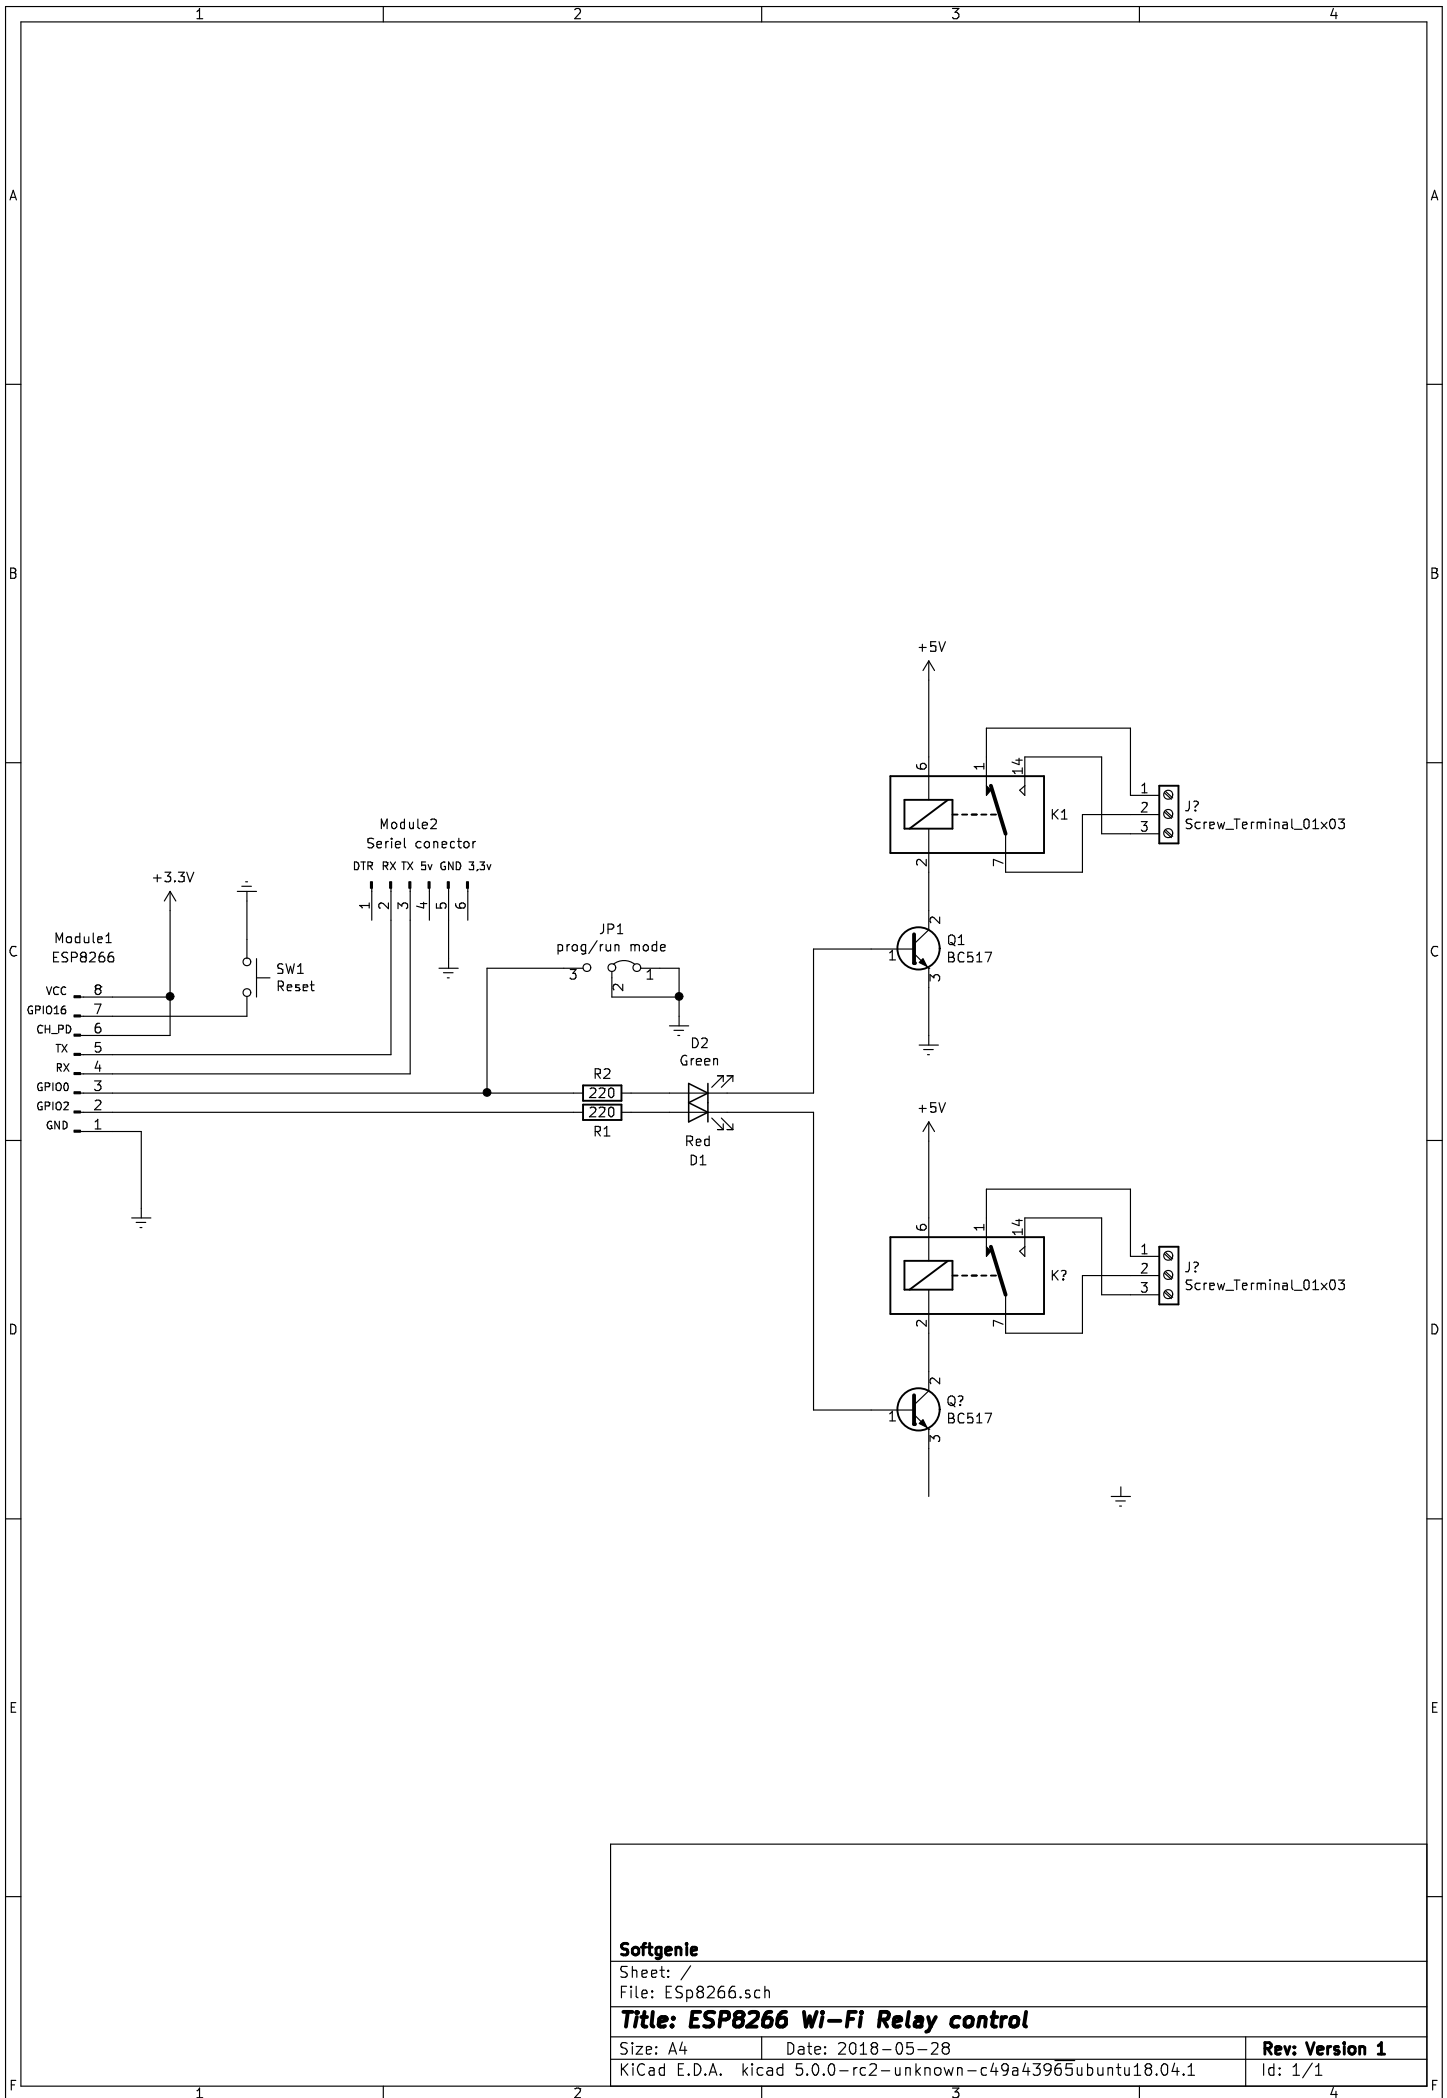 1 2 3 4
A A
B B
C C
D D
E E
F F
1 2 3 4
+5V
6 1 14
K1
2 7
1
2
3
J?
Screw_Terminal_01x03
2
1
3
Q1
BC517
Module2
Seriel conector
DTR RX TX 5v GND 3,3v
1 2 3 4 5 6
+3.3V
SW1
Reset
Module1
ESP8266
VCC 8
GPIO16 7
CH_PD 6
TX 5
RX 4
GPIO0 3
GPIO2 2
GND 1
JP1
prog/run mode
3 2 1
D2
Green
R2
220
220
R1
Red
D1
+5V
6 1 14
K?
2 7
1
2
3
J?
Screw_Terminal_01x03
2
1
3
Q?
BC517
Softgenie
Sheet: /
File: ESp8266.sch
Title: ESP8266 Wi-Fi Relay control
Size: A4 Date: 2018-05-28 Rev: Version 1
KiCad E.D.A. kicad 5.0.0-rc2-unknown-c49a43965ubuntu18.04.1 Id: 1/1